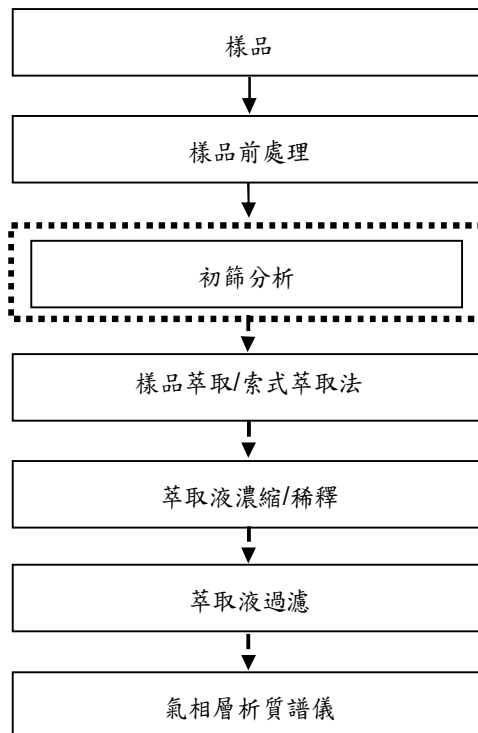 樣品
樣品前處理
初篩分析
樣品萃取/索式萃取法
萃取液濃縮/稀釋
萃取液過濾
氣相層析質譜儀